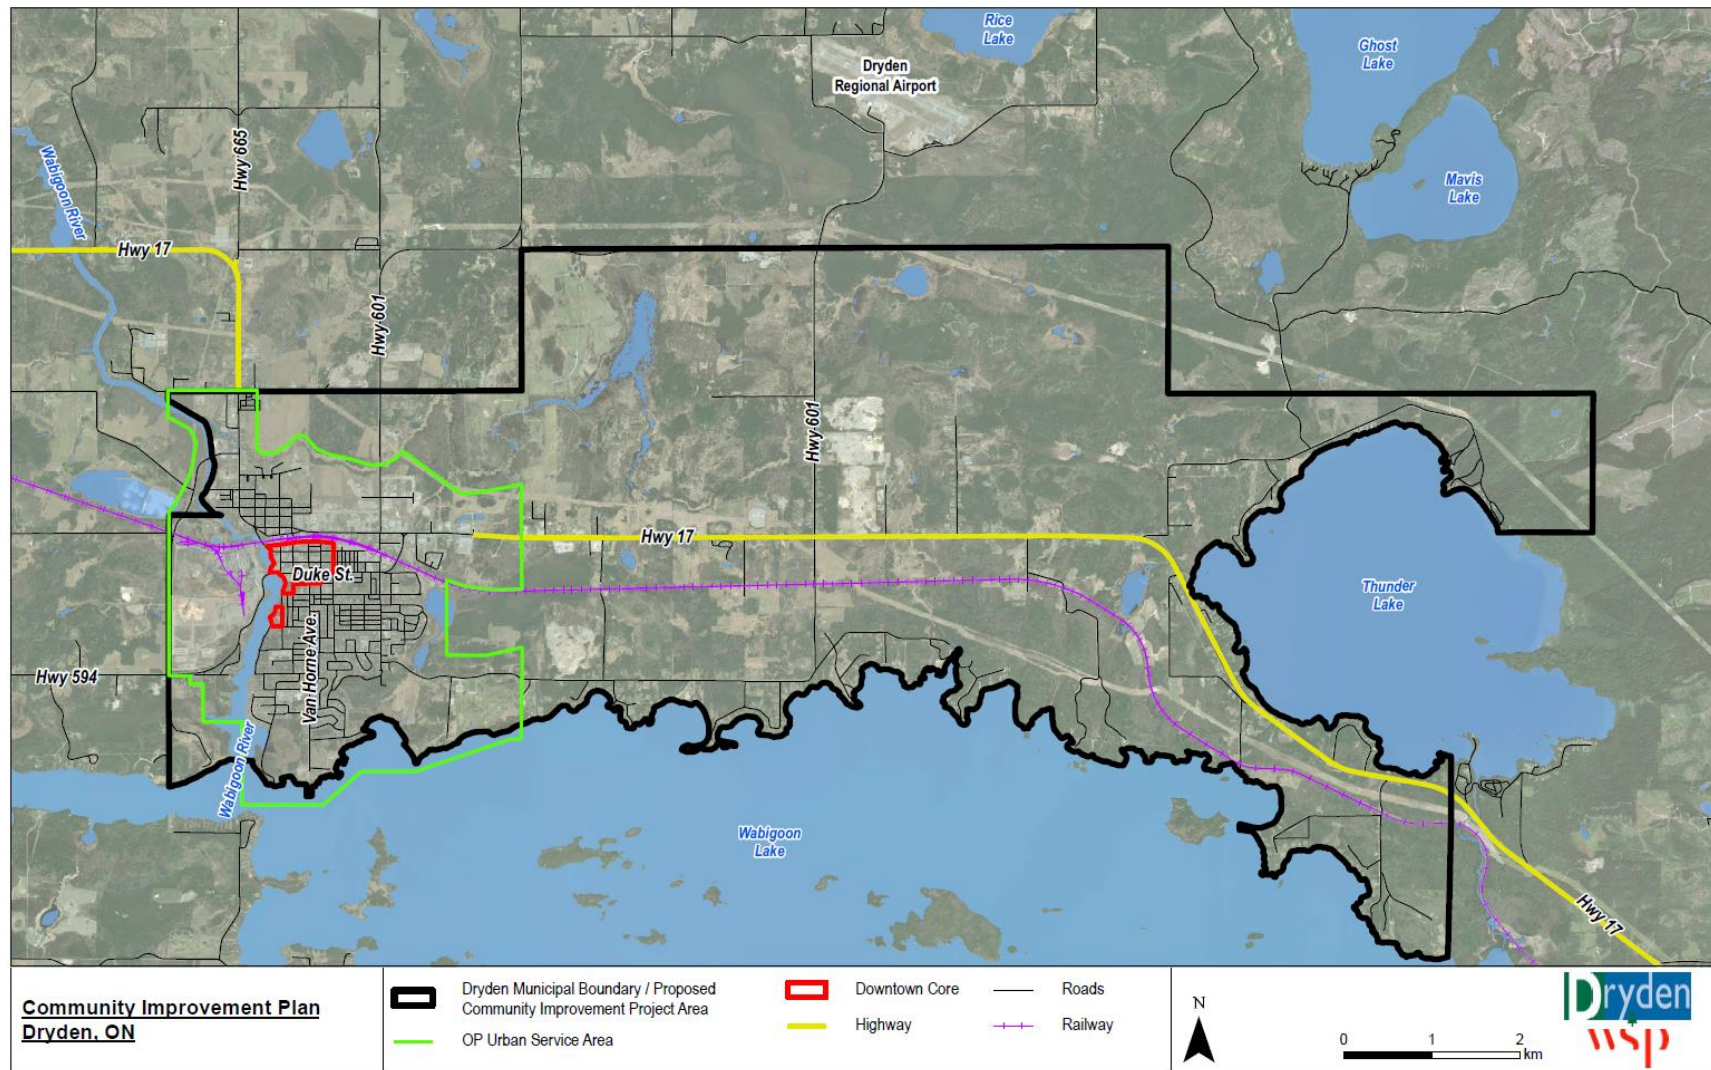 Rice
Lake
Ghost
Lake
Dryden
Regional Airport
Hwy 665
Wabigoon River
Mavis
Lake
Hwy 17
Hwy 601
Hwy 601
Hwy 17
Duke St.
Thunder
Lake
Van Horne Ave.
Hwy 594
Wabigoon River
Wabigoon
Lake
Hwy 17
Community Improvement Plan
Dryden, ON
Dryden Municipal Boundary / Proposed
Community Improvement Project Area
OP Urban Service Area
Downtown Core
Highway
Roads
Railway
N
0 1 2
km
Dryden
wsp